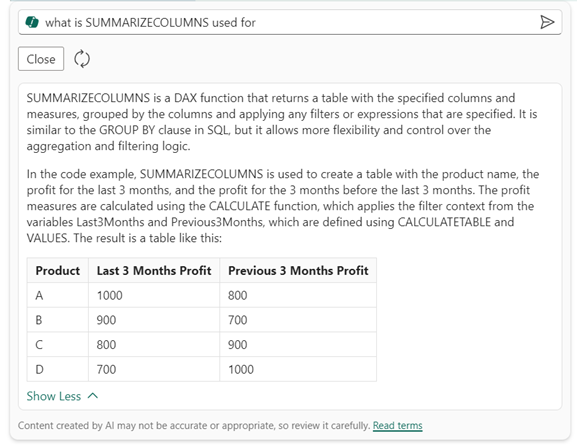 what is SUMMARIZECOLUMNS used for
Close
SUMMARIZECOLUMNS is a DAX function that returns a table with the specified columns and
measures, grouped by the columns and applying any filters or expressions that are specified. It is
similar to the GROUP BY clause in SQL, but it allows more flexibility and control over the
aggregation and filtering logic.
In the code example, SUMMARIZECOLUMNS is used to create a table with the product name, the
profit for the last 3 months, and the profit for the 3 months before the last 3 months. The profit
measures are calculated using the CALCULATE function, which applies the filter context from the
variables Last3Months and Previous3Months, which are defined using CALCULATETABLE and
VALUES. The result is a table like this:
Product Last 3 Months Profit Previous 3 Months Profit
A 1000 800
B 900 700
C 800 900
D 700 1000
Show Less
Content created by AI may not be accurate or appropriate, so review it carefully. Read terms